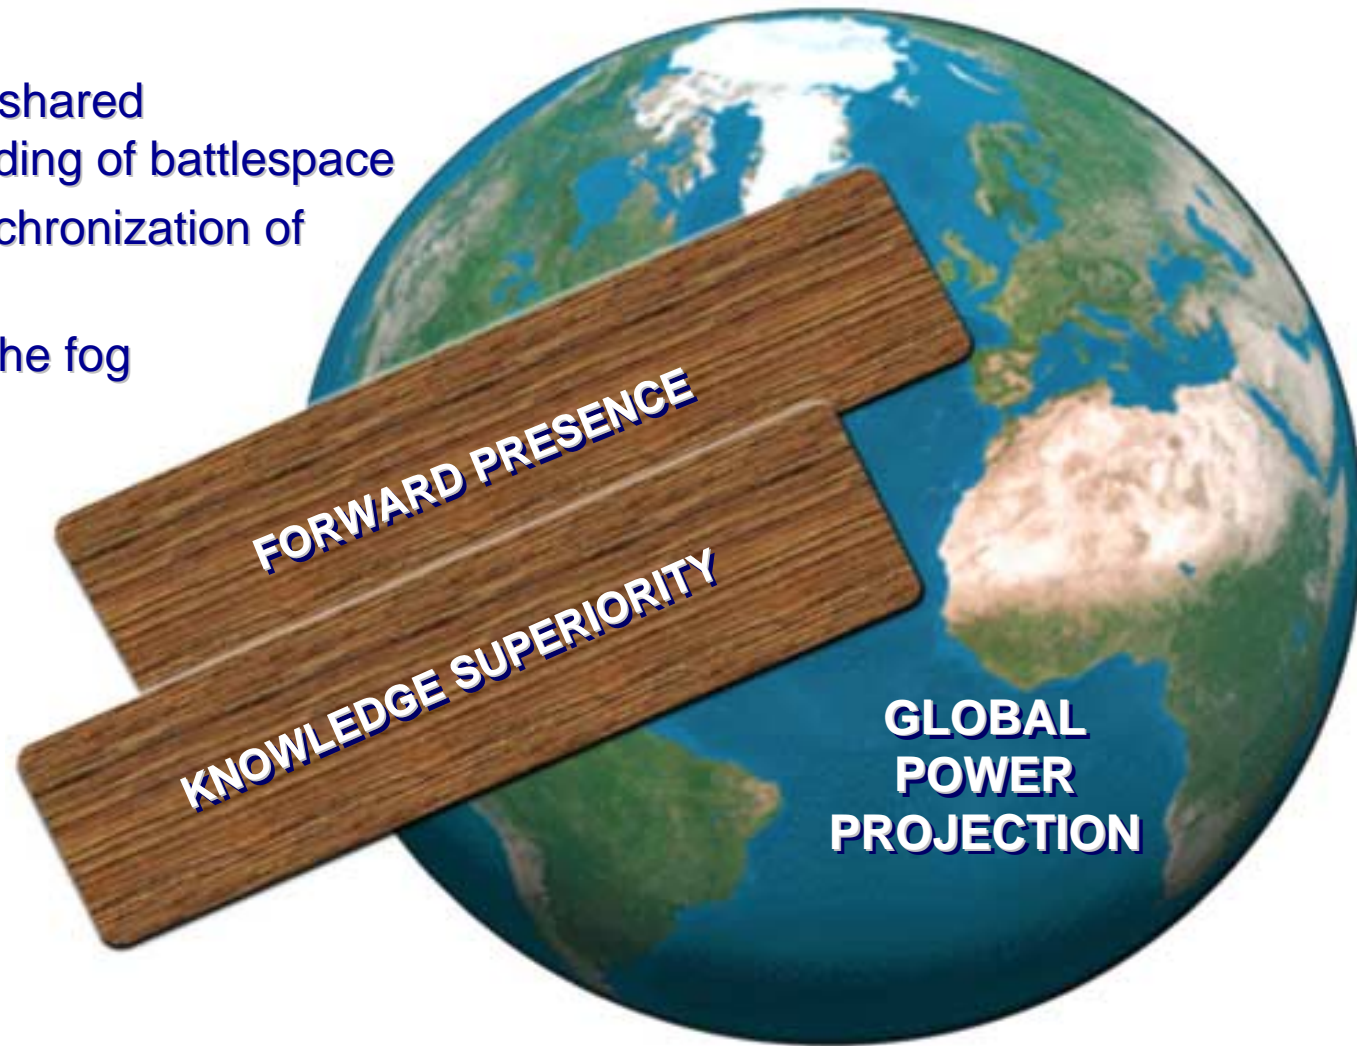 shared
ding of battlespace
chronization of
he fog
FORWARD PRESENCE
KNOWLEDGE SUPERIORITY
GLOBAL
POWER
PROJECTION